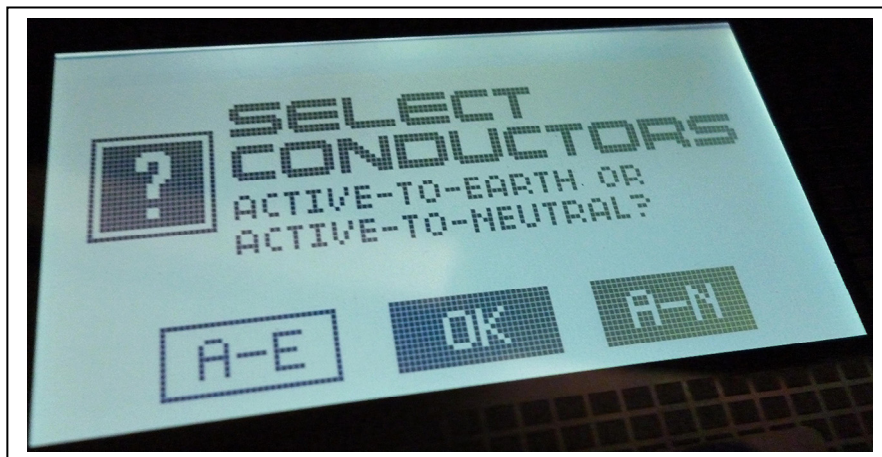 SELECT
CONDUCTORS
?
ACTIVE-TO-EARTH OR
ACTIVE-TO-NEUTRAL?
A-E OK A-N